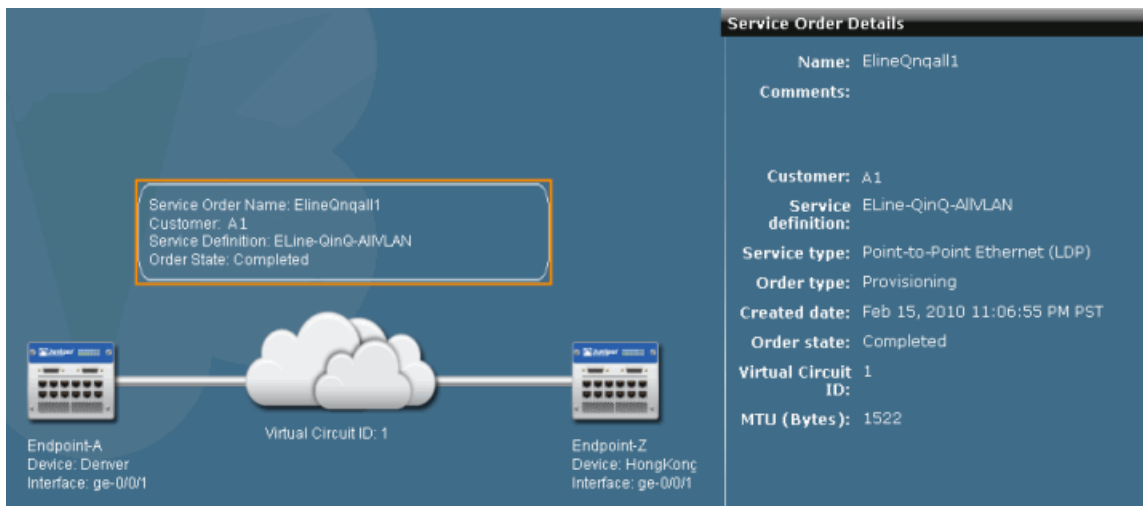 Service Order Details
Name: ElineQnqall1
Comments:
Customer: A1
Service definition: ELine-QinQ-AllVLAN
Service type: Point-to-Point Ethernet (LDP)
Order type: Provisioning
Created date: Feb 15, 2010 11:06:55 PM PST
Order state: Completed
Virtual Circuit ID: 1
MTU (Bytes): 1522
Service Order Name: ElineQnqall1
Customer: A1
Service Definition: ELine-QinQ-AllVLAN
Order State: Completed
Juniper
Juniper
Virtual Circuit ID: 1
Endpoint-A
Device: Denver
Interface: ge-0/0/1
Endpoint-Z
Device: HongKong
Interface: ge-0/0/1